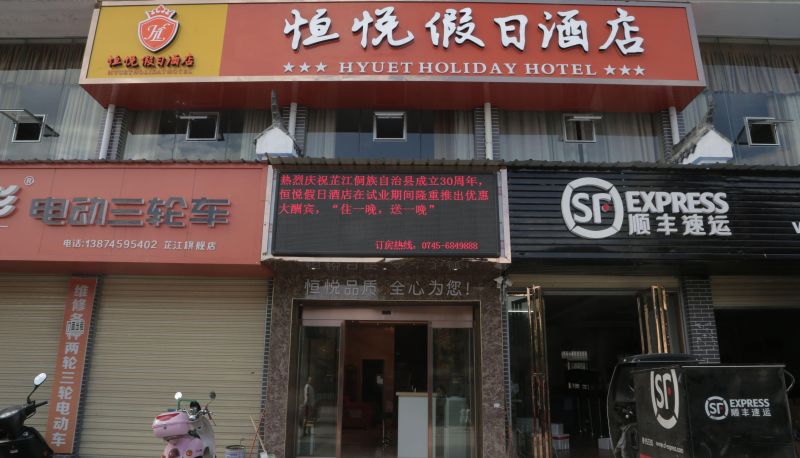 恒悦假日酒店
HYUET HOLIDAY HOTEL
恒悦假日酒店
HYUETHOLIDAYHOTEL
电动三轮车
电话:13874595402 芷江旗舰店
热烈庆祝芷江侗族自治县成立30周年,
恒悦假日酒店在试业期间隆重推出优惠
大酬宾,“住一晚,送一晚”
订房热线:0745-6849888
SF EXPRESS
顺丰速运
恒悦品质 全心为您!
维修各种两轮三轮电动车
SF
SF EXPRESS
顺丰速运